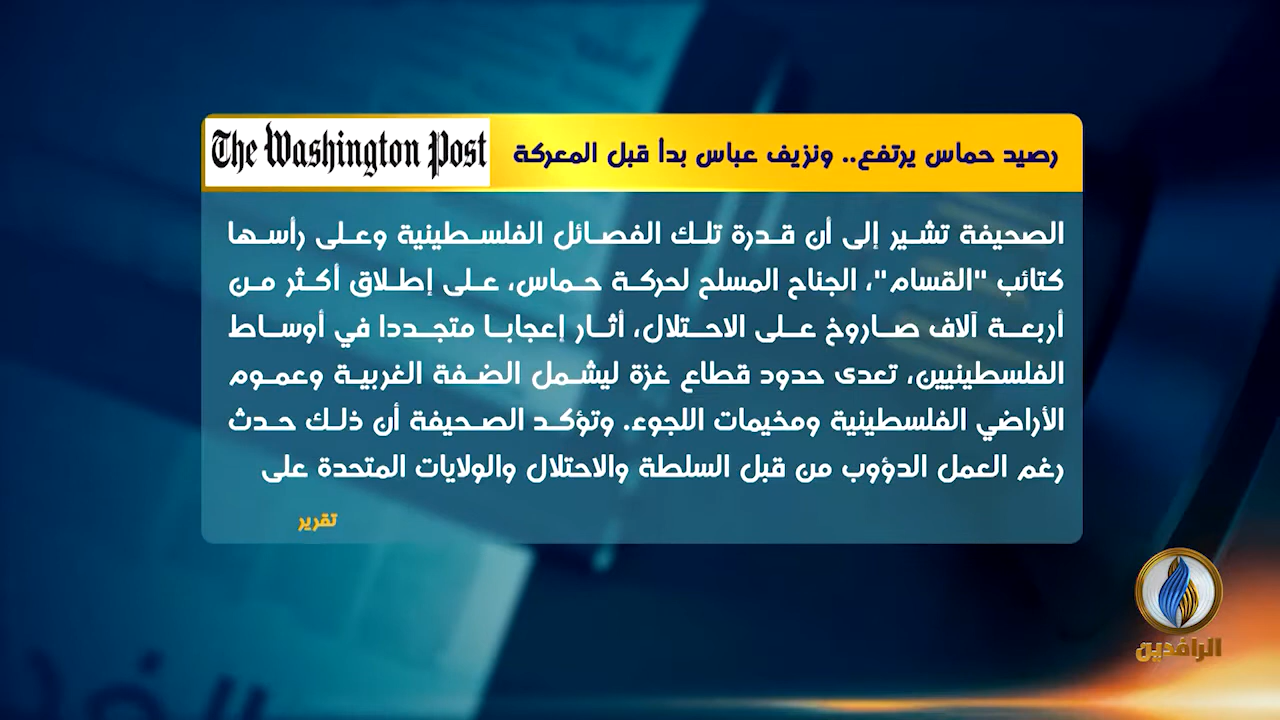 رصيد حماس يرتفع.. ونزيف عباس بدأ قبل المعركة
The Washington Post
الصحيفة تشير إلى أن قدرة تلك الفصائل الفلسطينية وعلى رأسها
كتائب "القسام"، الجناح المسلح لحركة حماس، على إطلاق أكثر من
أربعة آلاف صاروخ على الاحتلال، أثار إعجابا متجددا في أوساط
الفلسطينيين، تعدى حدود قطاع غزة ليشمل الضفة الغربية وعموم
الأراضي الفلسطينية ومخيمات اللجوء. وتؤكد الصحيفة أن ذلك حدث
رغم العمل الدؤوب من قبل السلطة والاحتلال والولايات المتحدة على
تقرير
الرافدين